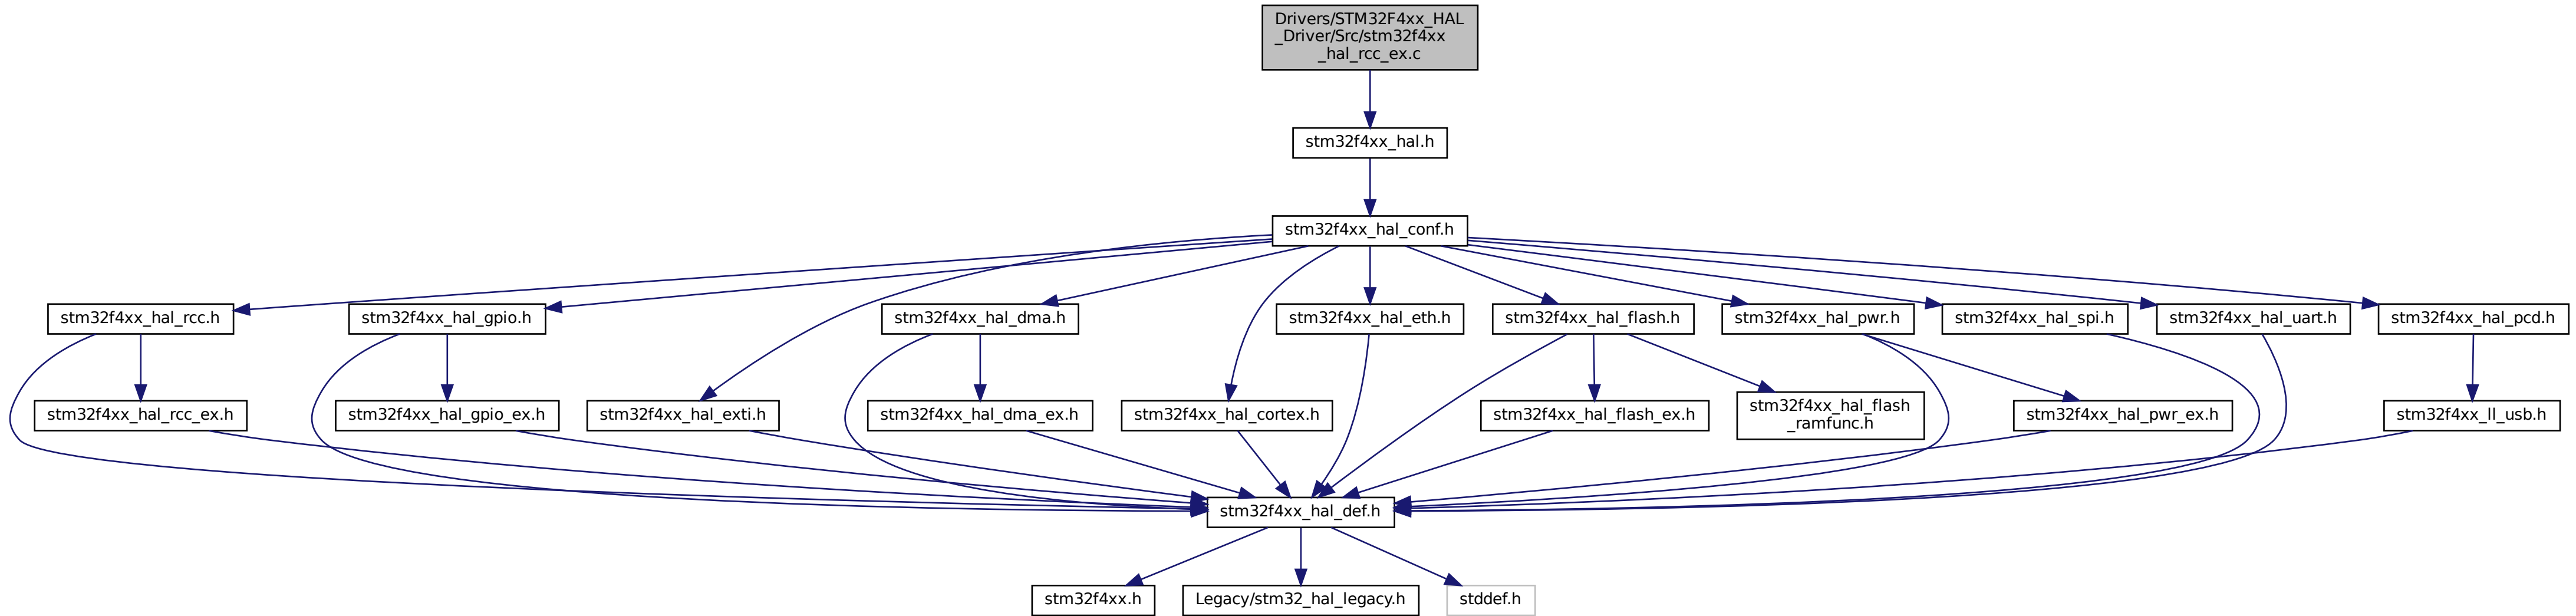 Drivers/STM32F4xx_HAL
_Driver/Src/stm32f4xx
_hal_rcc_ex.c
stm32f4xx_hal.h
stm32f4xx_hal_conf.h
stm32f4xx_hal_rcc.h
stm32f4xx_hal_gpio.h
stm32f4xx_hal_dma.h
stm32f4xx_hal_eth.h
stm32f4xx_hal_flash.h
stm32f4xx_hal_pwr.h
stm32f4xx_hal_spi.h
stm32f4xx_hal_uart.h
stm32f4xx_hal_pcd.h
stm32f4xx_hal_rcc_ex.h
stm32f4xx_hal_gpio_ex.h
stm32f4xx_hal_exti.h
stm32f4xx_hal_dma_ex.h
stm32f4xx_hal_cortex.h
stm32f4xx_hal_flash_ex.h
stm32f4xx_hal_flash
_ramfunc.h
stm32f4xx_hal_pwr_ex.h
stm32f4xx_ll_usb.h
stm32f4xx_hal_def.h
stm32f4xx.h
Legacy/stm32_hal_legacy.h
stddef.h